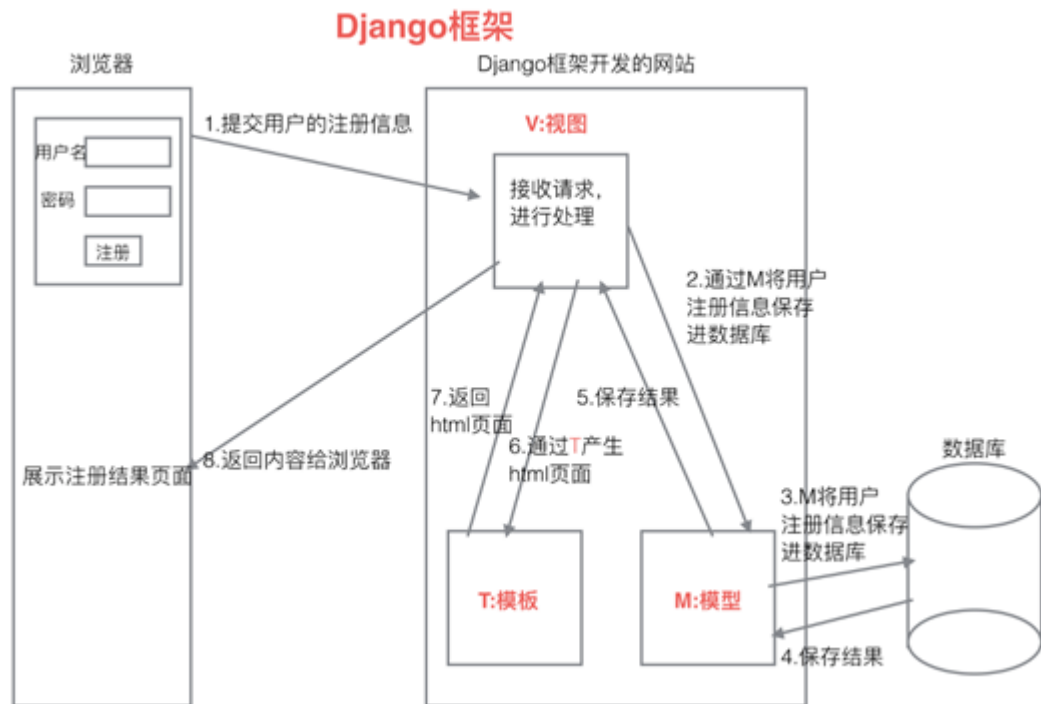 Django框架
浏览器
Django框架开发的网站
1.提交用户的注册信息
V:视图
用户名
密码
注册
接收请求，
进行处理
2.通过M将用户
注册信息保存
进数据库
7.返回
html页面
5.保存结果
6.通过T产生
html页面
8.返回内容给浏览器
展示注册结果页面
数据库
3.M将用户
注册信息保存
进数据库
T:模板
M:模型
4.保存结果